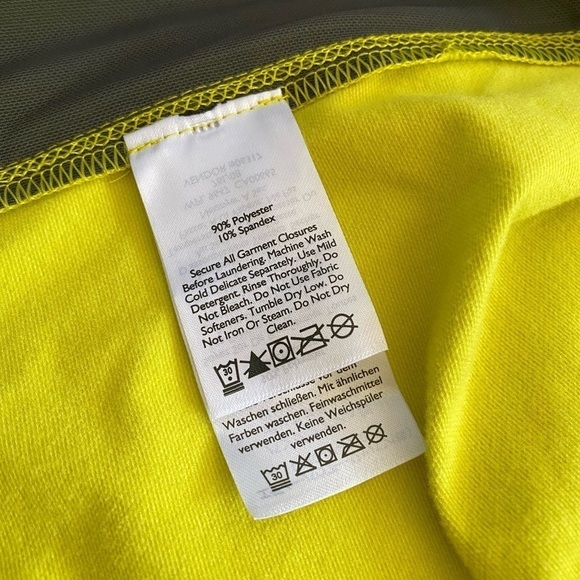 90% Polyester
10% Spandex
Secure All Garment Closures
Before Laundering. Machine Wash
Cold Delicate Separately. Use Mild
Detergent. Rinse Thoroughly. Do
Not Bleach. Do Not Use Fabric
Softeners. Tumble Dry Low. Do
Not Iron Or Steam. Do Not Dry
Clean.
30
vor dem
Waschen schließen. Mit ähnlichen
Farben waschen. Feinwaschmittel
verwenden. Keine Weichspüler
verwenden.
30